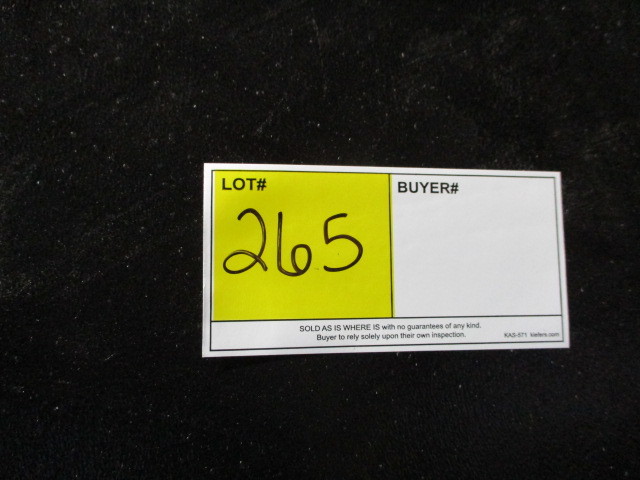 LOT#
BUYER#
265
SOLD AS IS WHERE IS with no guarantees of any kind.
Buyer to rely solely upon their own inspection.
KAS-571 kiefers.com